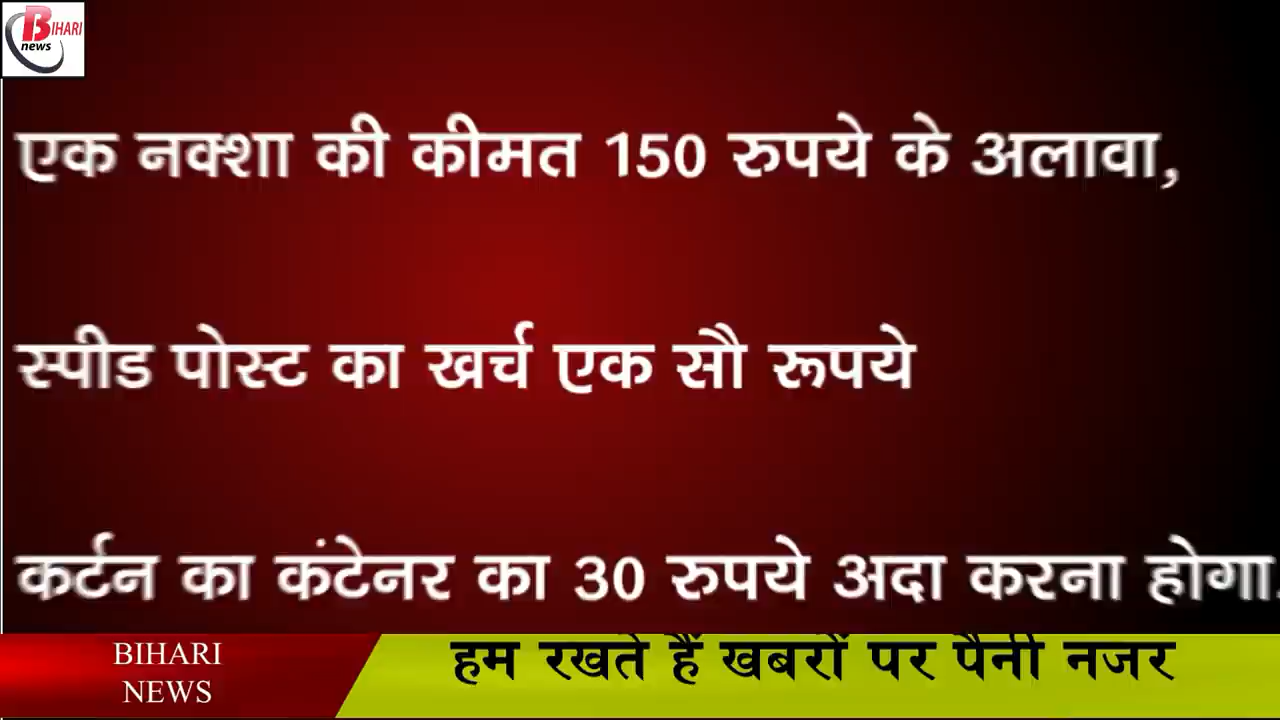 BIHARI
news
एक नक्शा की कीमत 150 रुपये के अलावा,
स्पीड पोस्ट का खर्च एक सौ रूपये
कर्टन का कंटेनर का 30 रुपये अदा करना होगा.
BIHARI
NEWS
हम रखते हैं खबरों पर पैनी नजर